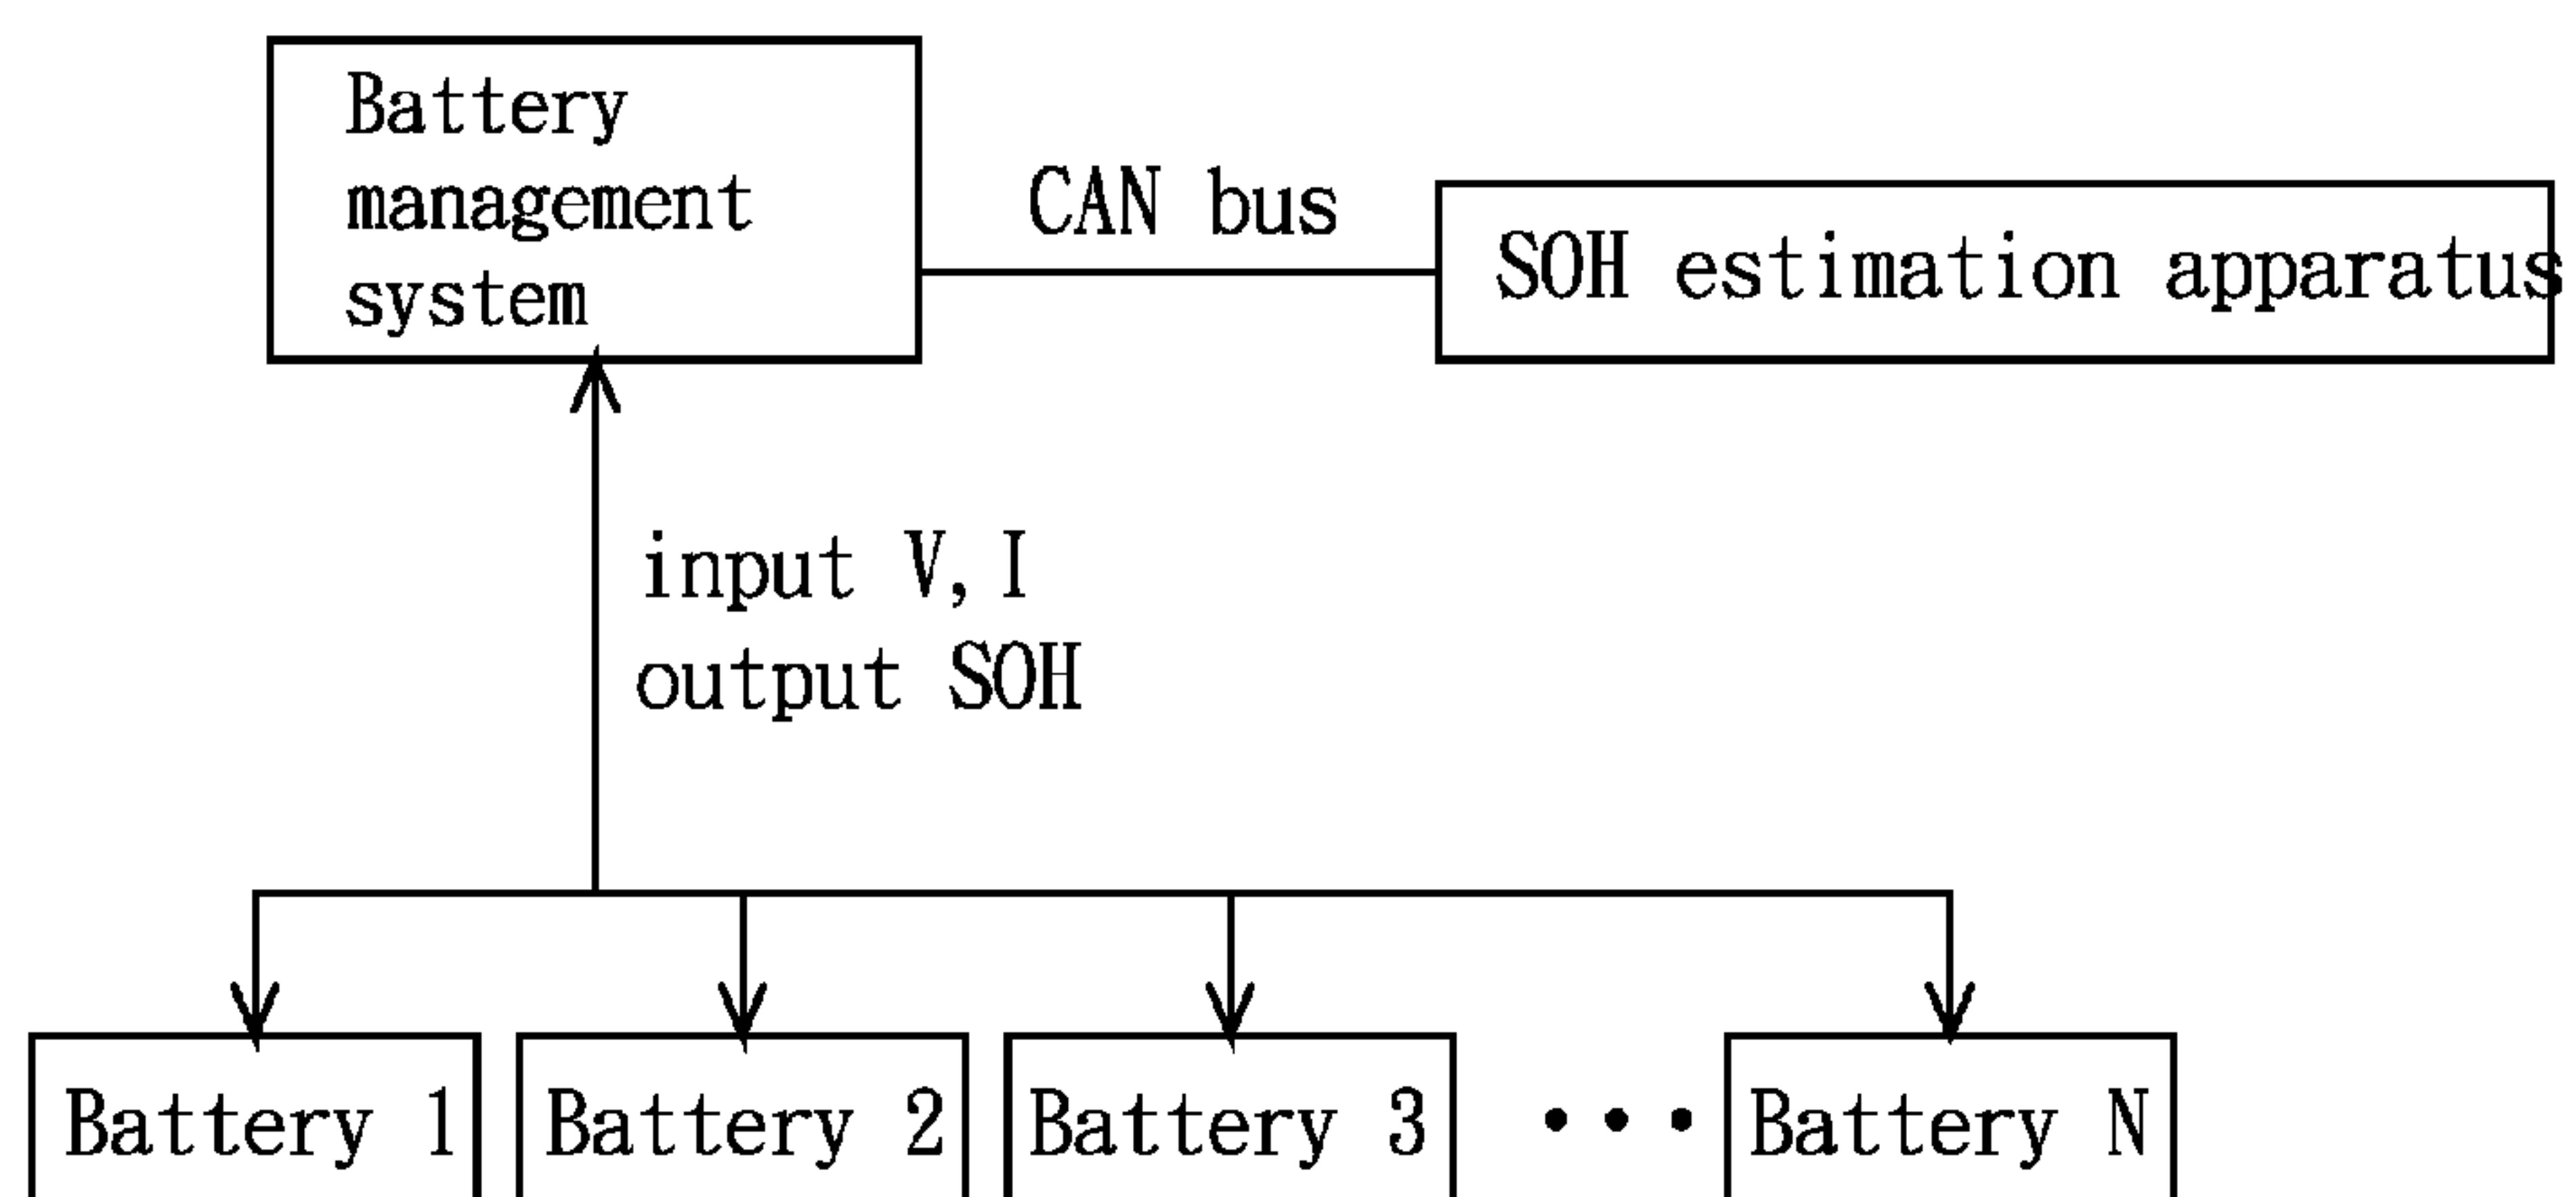 Battery
management
system
CAN bus
SOH estimation apparatus
input V, I
output SOH
Battery 1
Battery 2
Battery 3
...
Battery N